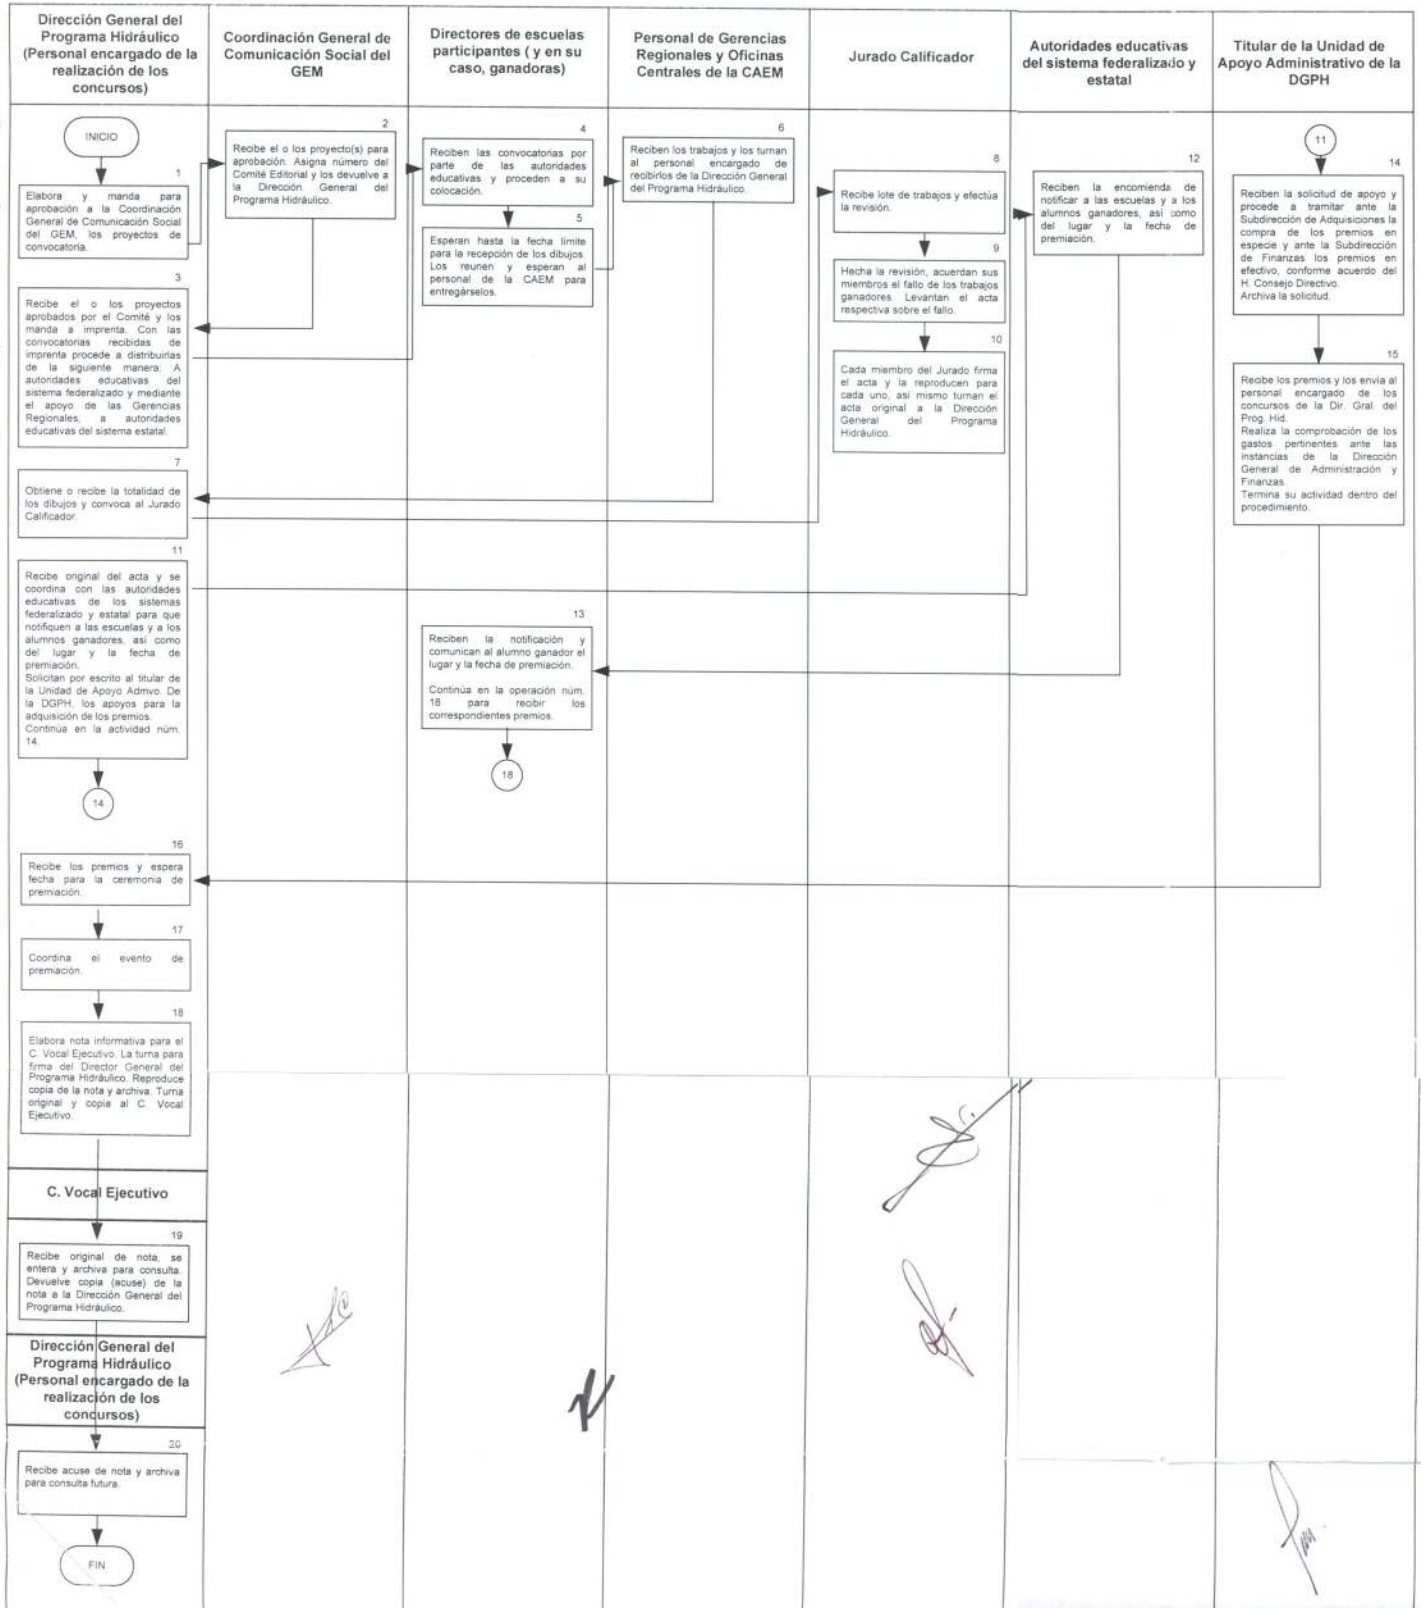 Dirección General del
Programa Hidráulico
(Personal encargado de la
realización de los
concursos)
Coordinación General de
Comunicación Social del
GEM
Directores de escuelas
participantes ( y en su
caso, ganadoras)
Personal de Gerencias
Regionales y Oficinas
Centrales de la CAEM
Jurado Calificador
Autoridades educativas
del sistema federalizado y
estatal
Titular de la Unidad de
Apoyo Administrativo de la
DGPH
INICIO
1
Elabora y manda para
aprobación a la Coordinación
General de Comunicación Social
del GEM, los proyectos de
convocatoria.
2
Recibe el o los proyecto(s) para
aprobación. Asigna número del
Comité Editorial y los devuelve a
la Dirección General del
Programa Hidráulico.
3
Recibe el o los proyectos
aprobados por el Comité y los
manda a imprenta. Con las
convocatorias recibidas de
imprenta procede a distribuirlas
de la siguiente manera: A
autoridades educativas del
sistema federalizado y mediante
el apoyo de las Gerencias
Regionales, a autoridades
educativas del sistema estatal.
4
Reciben las convocatorias por
parte de las autoridades
educativas y proceden a su
colocación.
5
Esperan hasta la fecha límite
para la recepción de los dibujos.
Los reunen y esperan al
personal de la CAEM para
entregárselos.
6
Reciben los trabajos y los turnan
al personal encargado de
recibirlos de la Dirección General
del Programa Hidráulico.
7
Obtiene o recibe la totalidad de
los dibujos y convoca al Jurado
Calificador.
8
Recibe lote de trabajos y efectúa
la revisión.
9
Hecha la revisión, acuerdan sus
miembros el fallo de los trabajos
ganadores. Levantan el acta
respectiva sobre el fallo.
10
Cada miembro del Jurado firma
el acta y la reproducen para
cada uno, así mismo turnan el
acta original a la Dirección
General del Programa
Hidráulico.
11
Recibe original del acta y se
coordina con las autoridades
educativas de los sistemas
federalizado y estatal para que
notifiquen a las escuelas y a los
alumnos ganadores, así como
del lugar y la fecha de
premiación.
Solicitan por escrito al titular de
la Unidad de Apoyo Admvo. De
la DGPH, los apoyos para la
adquisición de los premios.
Continúa en la actividad núm.
14.
14
12
Reciben la encomienda de
notificar a las escuelas y a los
alumnos ganadores, así como
del lugar y la fecha de
premiación.
13
Reciben la notificación y
comunican al alumno ganador el
lugar y la fecha de premiación.
Continúa en la operación núm.
18 para recibir los
correspondientes premios.
18
11
14
Reciben la solicitud de apoyo y
procede a tramitar ante la
Subdirección de Adquisiciones la
compra de los premios en
especie y ante la Subdirección
de Finanzas los premios en
efectivo, conforme acuerdo del
H. Consejo Directivo.
Archiva la solicitud.
15
Recibe los premios y los envía al
personal encargado de los
concursos de la Dir. Gral. del
Prog. Hid.
Realiza la comprobación de los
gastos pertinentes ante las
instancias de la Dirección
General de Administración y
Finanzas.
Termina su actividad dentro del
procedimiento.
16
Recibe los premios y espera
fecha para la ceremonia de
premiación.
17
Coordina el evento de
premiación.
18
Elabora nota informativa para el
C. Vocal Ejecutivo. La turna para
firma del Director General del
Programa Hidráulico. Reproduce
copia de la nota y archiva. Turna
original y copia al C. Vocal
Ejecutivo.
C. Vocal Ejecutivo
19
Recibe original de nota, se
entera y archiva para consulta.
Devuelve copia (acuse) de la
nota a la Dirección General del
Programa Hidráulico.
Dirección General del
Programa Hidráulico
(Personal encargado de la
realización de los
concursos)
20
Recibe acuse de nota y archiva
para consulta futura.
FIN